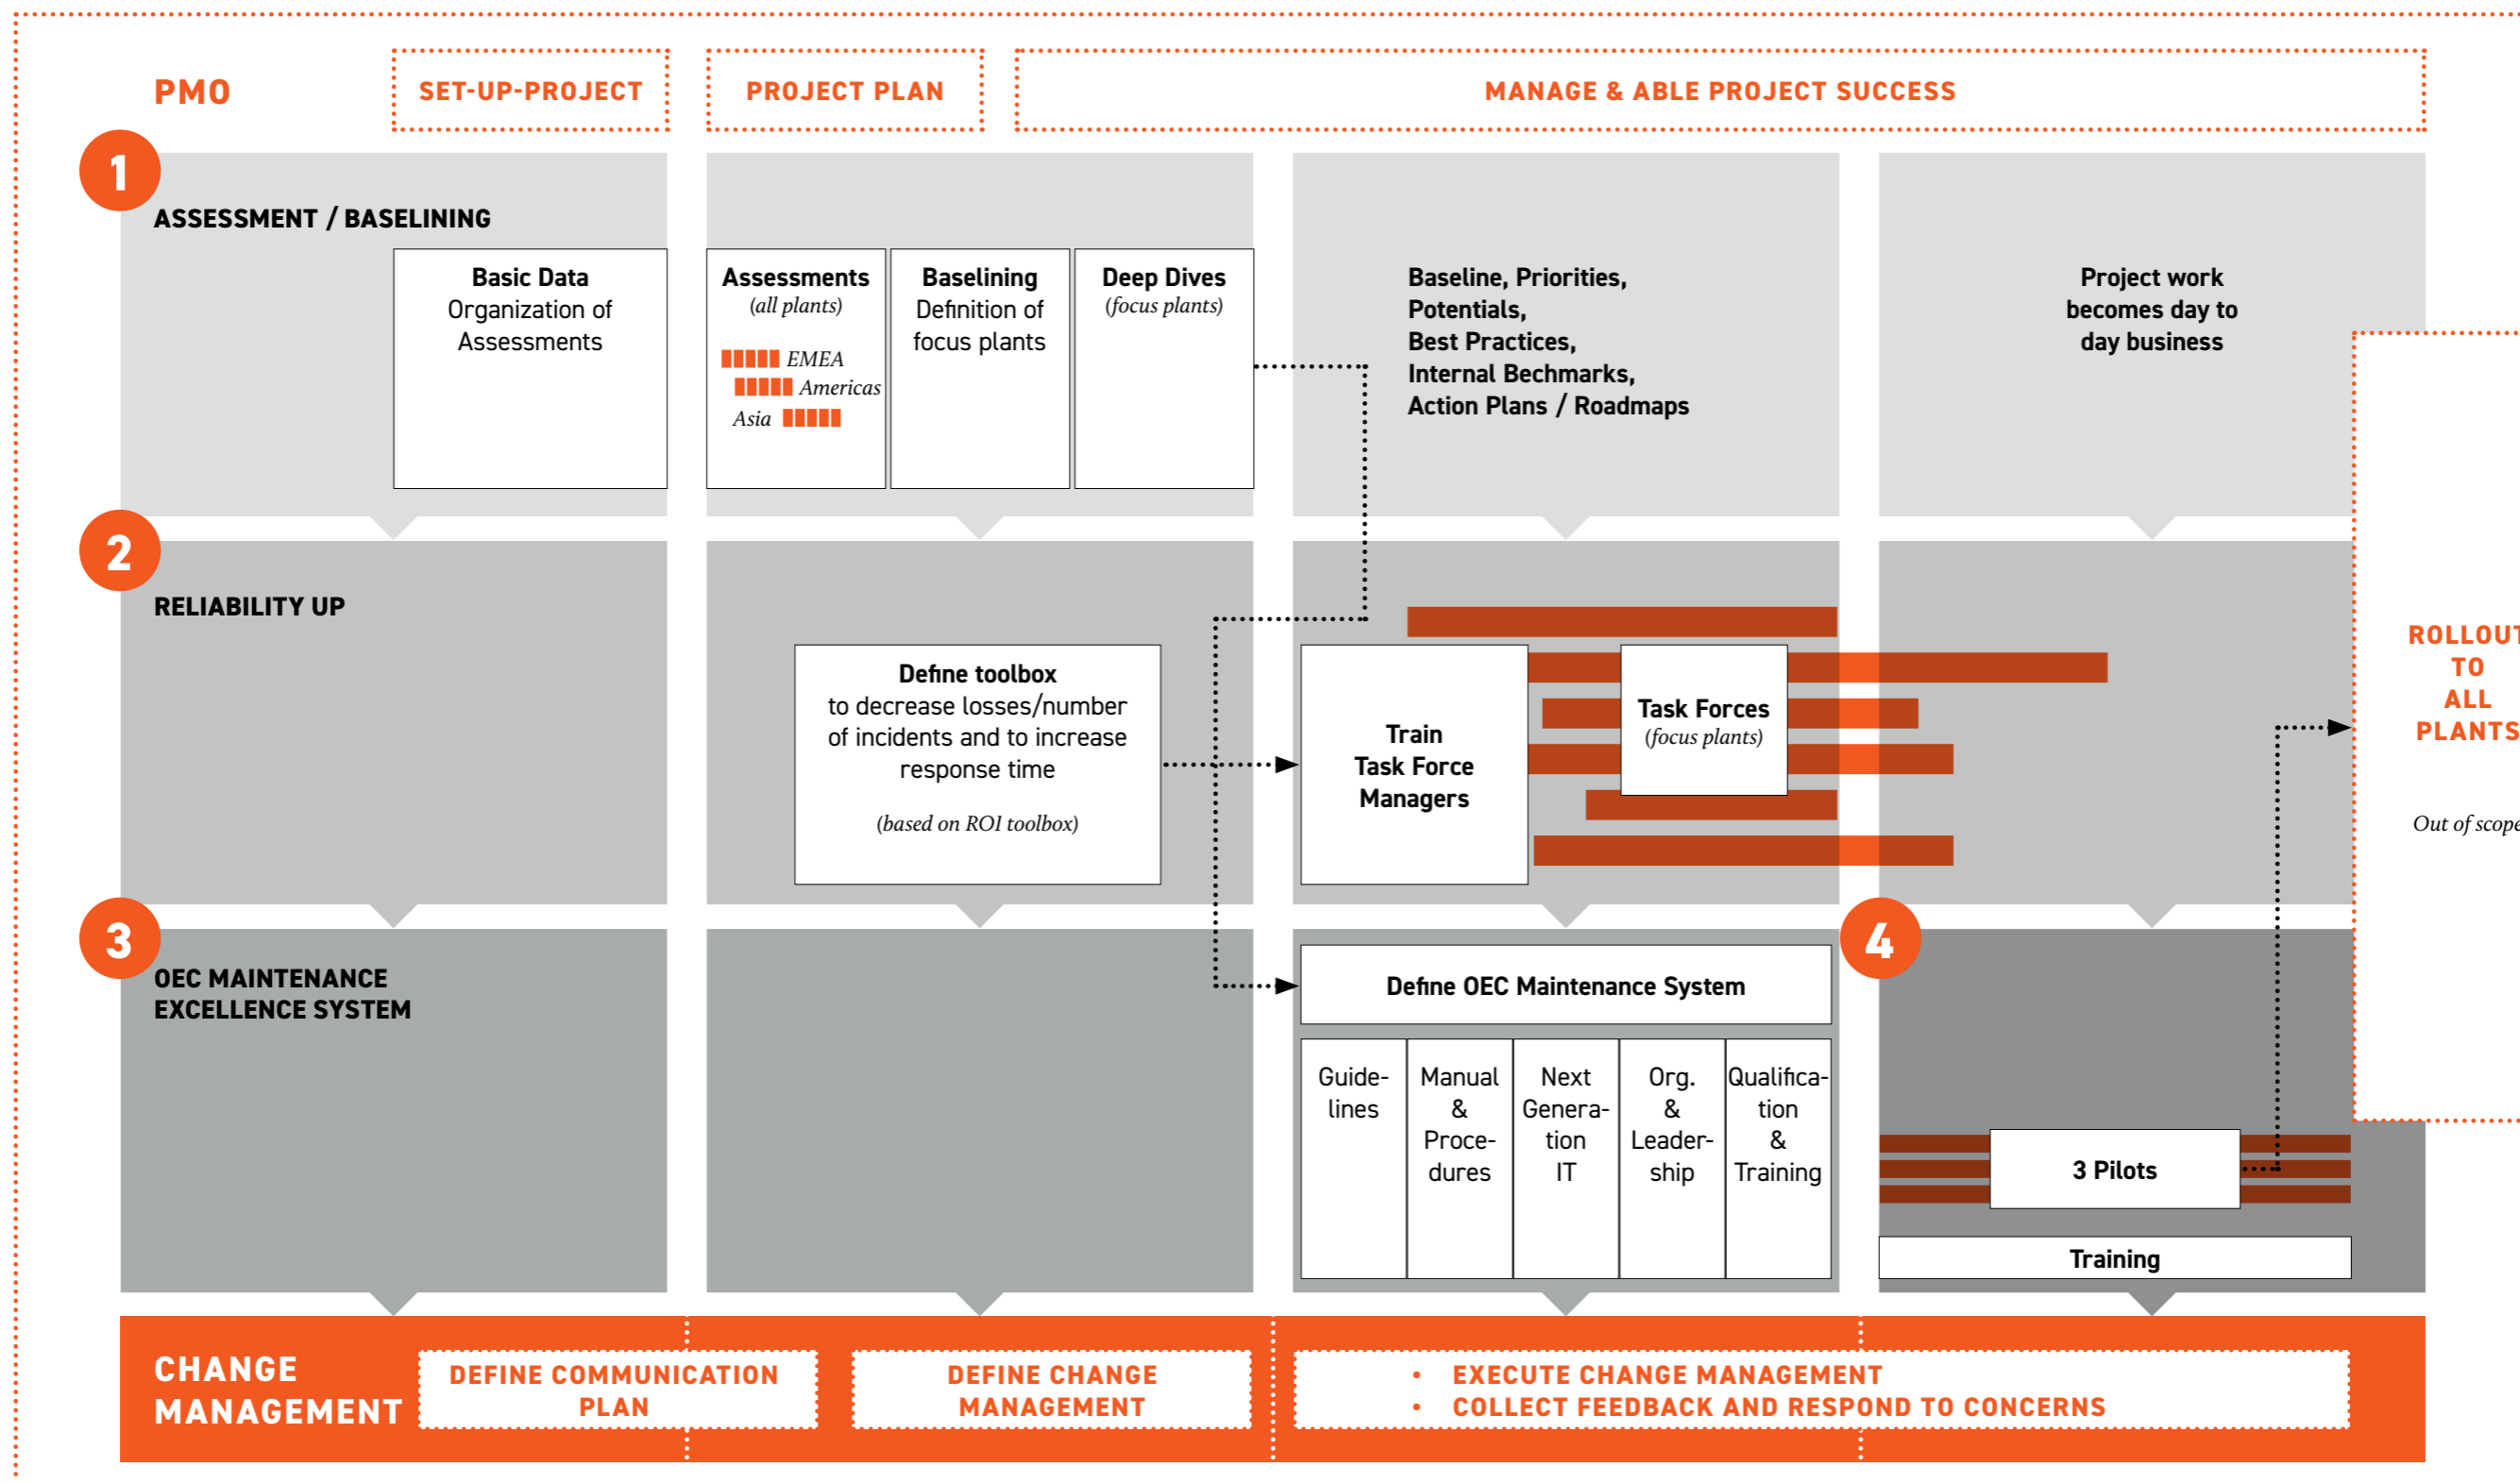 PMO
SET-UP-PROJECT
PROJECT PLAN
MANAGE & ABLE PROJECT SUCCESS
1
ASSESSMENT / BASELINING
Basic Data
Organization of
Assessments
Assessments
(all plants)
EMEA
Americas
Asia
Baselining
Definition of
focus plants
Deep Dives
(focus plants)
Baseline, Priorities,
Potentials,
Best Practices,
Internal Bechmarks,
Action Plans / Roadmaps
Project work
becomes day to
day business
2
RELIABILITY UP
Define toolbox
to decrease losses/number
of incidents and to increase
response time
(based on ROI toolbox)
Train
Task Force
Managers
Task Forces
(focus plants)
ROLLOUT
TO
ALL
PLANTS
Out of scope
3
OEC MAINTENANCE
EXCELLENCE SYSTEM
Define OEC Maintenance System
Guide-
lines
Manual
&
Proce-
dures
Next
Genera-
tion
IT
Org.
&
Leader-
ship
Qualifica-
tion
&
Training
4
3 Pilots
Training
CHANGE
MANAGEMENT
DEFINE COMMUNICATION
PLAN
DEFINE CHANGE
MANAGEMENT
• EXECUTE CHANGE MANAGEMENT
• COLLECT FEEDBACK AND RESPOND TO CONCERNS